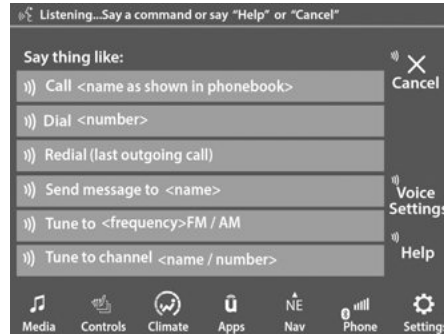 Listening...Say a command or say "Help" or "Cancel"
Say thing like:
Call <name as shown in phonebook>
Dial <number>
Redial (last outgoing call)
Send message to <name>
Tune to <frequency>FM / AM
Tune to channel <name / number>
Cancel
Voice
Settings
Help
NE
Media Controls Climate Apps Nav Phone Setting